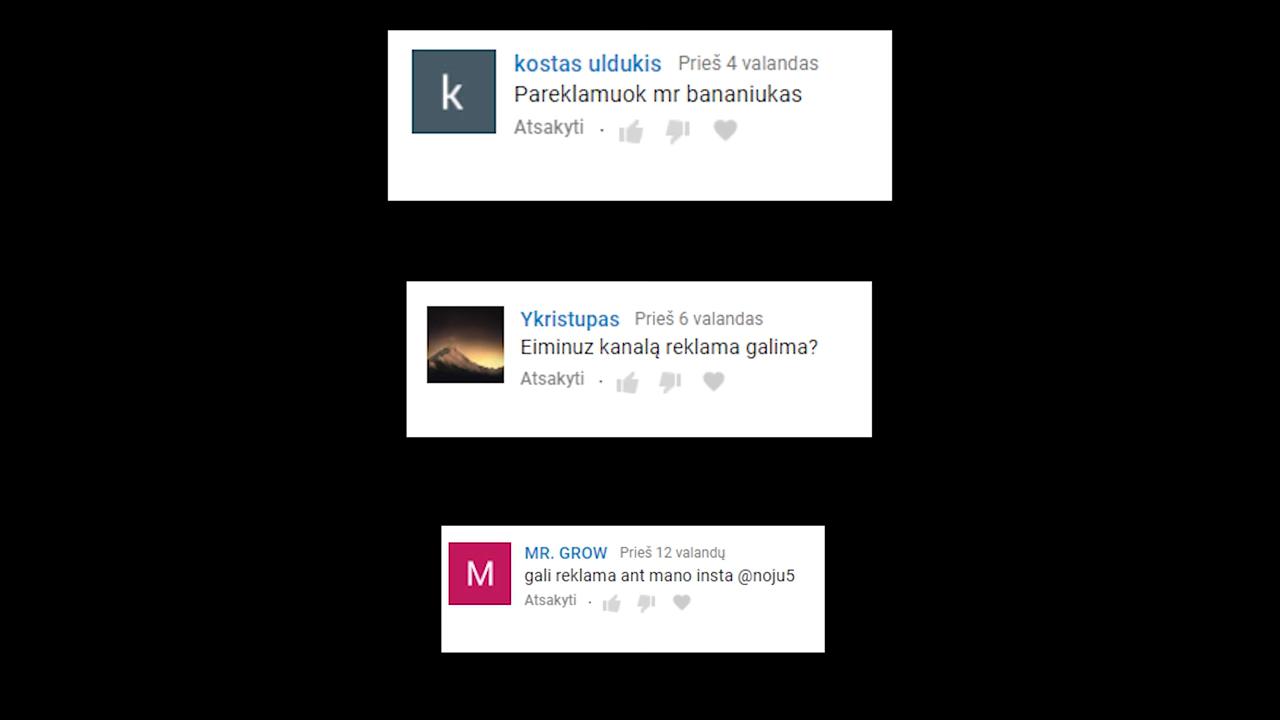 k
kostas uldukis Prieš 4 valandas
Pareklamuok mr bananiukas
Atsakyti ·
Ykristupas Prieš 6 valandas
Eiminuz kanalą reklama galima?
Atsakyti ·
M
MR. GROW Prieš 12 valandų
gali reklama ant mano insta @noju5
Atsakyti ·